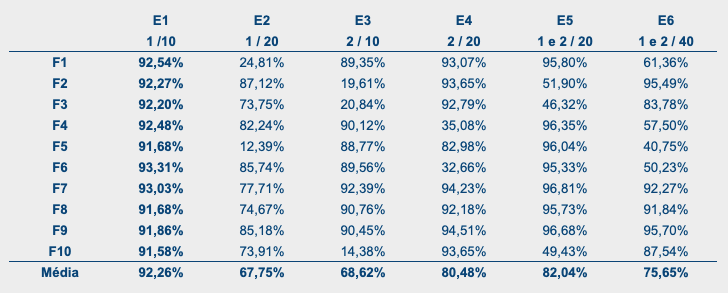 E1 E2 E3 E4 E5 E6
1 /10 1 / 20 2 / 10 2 / 20 1 e 2 / 20 1 e 2 / 40
F1 92,54% 24,81% 89,35% 93,07% 95,80% 61,36%
F2 92,27% 87,12% 19,61% 93,65% 51,90% 95,49%
F3 92,20% 73,75% 20,84% 92,79% 46,32% 83,78%
F4 92,48% 82,24% 90,12% 35,08% 96,35% 57,50%
F5 91,68% 12,39% 88,77% 82,98% 96,04% 40,75%
F6 93,31% 85,74% 89,56% 32,66% 95,33% 50,23%
F7 93,03% 77,71% 92,39% 94,23% 96,81% 92,27%
F8 91,68% 74,67% 90,76% 92,18% 95,73% 91,84%
F9 91,86% 85,18% 90,45% 94,51% 96,68% 95,70%
F10 91,58% 73,91% 14,38% 93,65% 49,43% 87,54%
Média 92,26% 67,75% 68,62% 80,48% 82,04% 75,65%